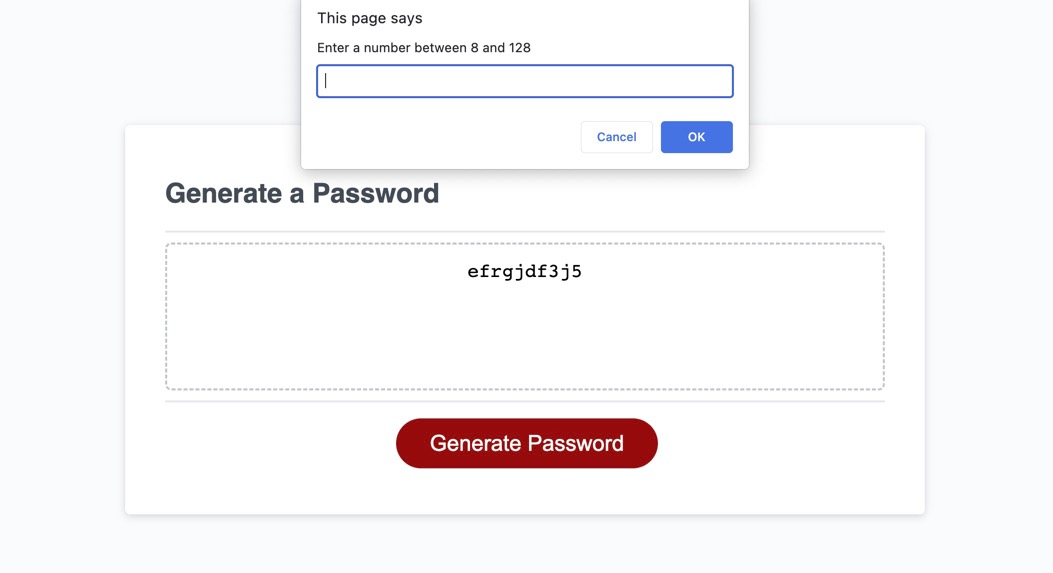 This page says
Enter a number between 8 and 128
Cancel
OK
Generate a Password
efrgjdf3j5
Generate Password